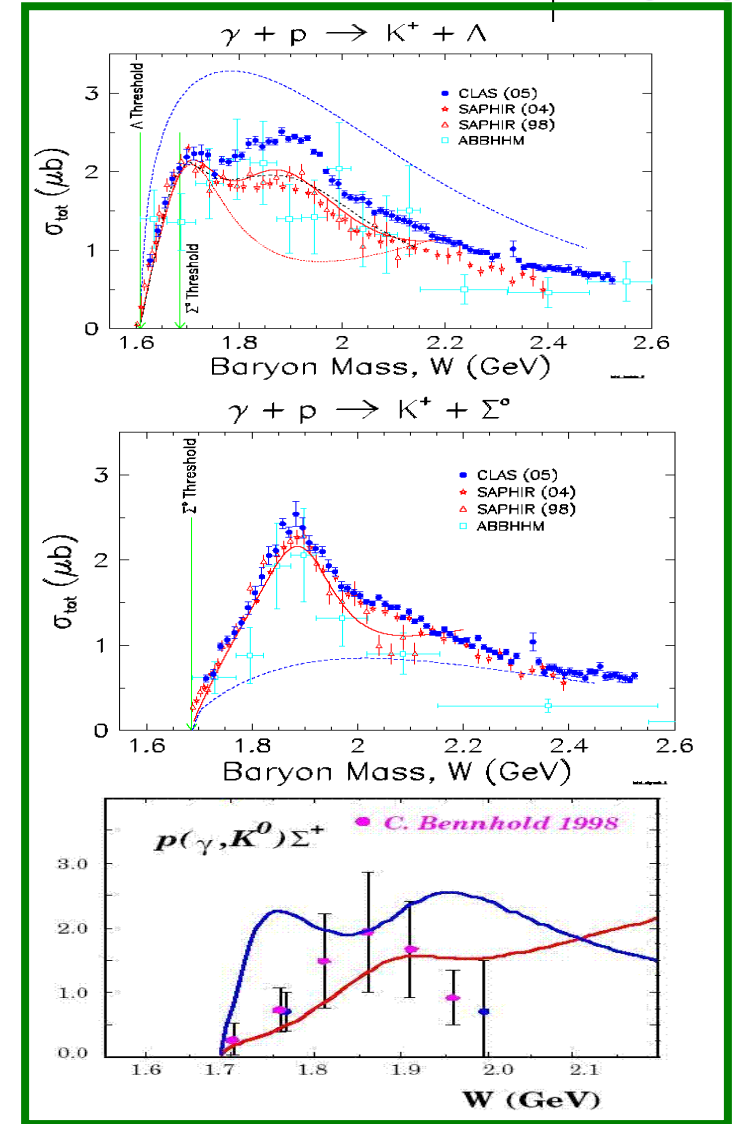 γ + p → K⁺ + Λ
Λ Threshold
Σ° Threshold
CLAS (05)
SAPHIR (04)
SAPHIR (98)
ABBHHM
σtot (μb)
3
2
1
0
1.6 1.8 2 2.2 2.4 2.6
Baryon Mass, W (GeV)
γ + p → K⁺ + Σ°
Σ° Threshold
CLAS (05)
SAPHIR (04)
SAPHIR (98)
ABBHHM
σtot (μb)
3
2
1
0
1.6 1.8 2 2.2 2.4 2.6
Baryon Mass, W (GeV)
p(γ,K⁰)Σ⁺
C. Bennhold 1998
3.0
2.0
1.0
0.0
1.6 1.7 1.8 1.9 2.0 2.1
W (GeV)